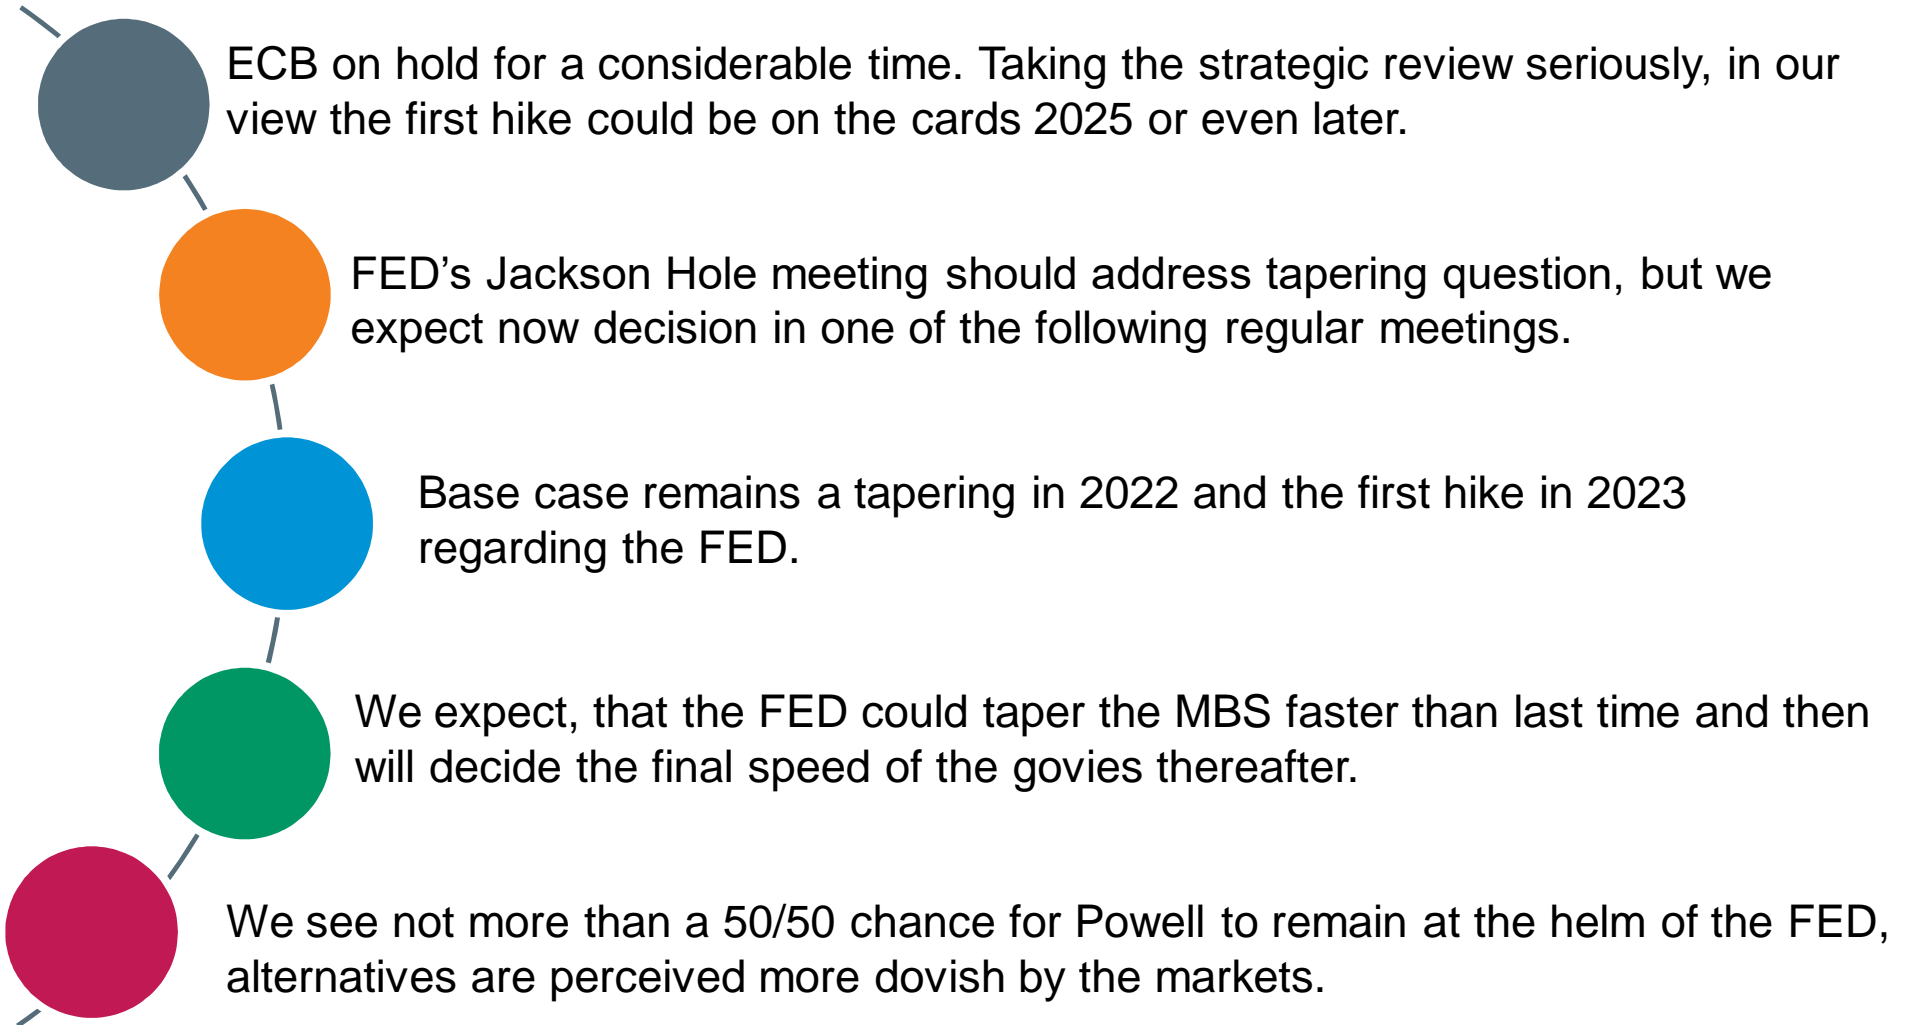 ECB on hold for a considerable time. Taking the strategic review seriously, in our
view the first hike could be on the cards 2025 or even later.
FED’s Jackson Hole meeting should address tapering question, but we
expect now decision in one of the following regular meetings.
Base case remains a tapering in 2022 and the first hike in 2023
regarding the FED.
We expect, that the FED could taper the MBS faster than last time and then
will decide the final speed of the govies thereafter.
We see not more than a 50/50 chance for Powell to remain at the helm of the FED,
alternatives are perceived more dovish by the markets.